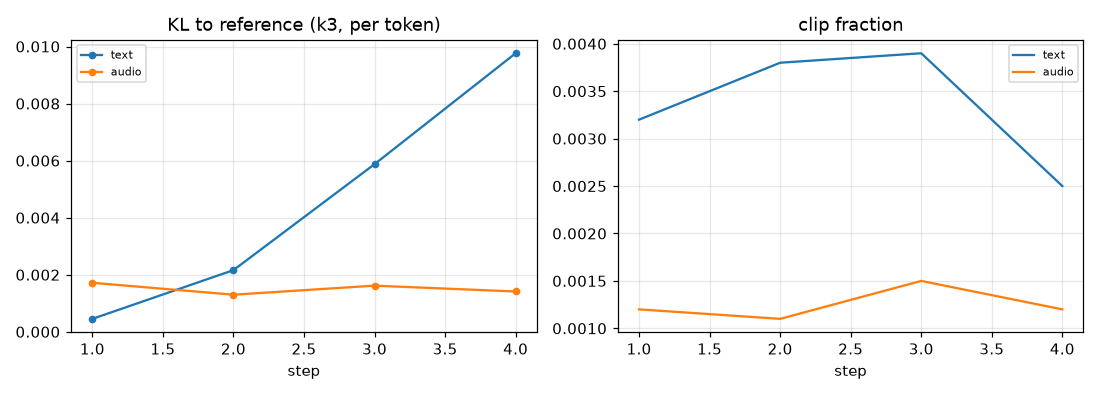 KL to reference (k3, per token)
text
audio
0.010
0.008
0.006
0.004
0.002
0.000
1.0 1.5 2.0 2.5 3.0 3.5 4.0
step
clip fraction
text
audio
0.0040
0.0035
0.0030
0.0025
0.0020
0.0015
0.0010
1.0 1.5 2.0 2.5 3.0 3.5 4.0
step